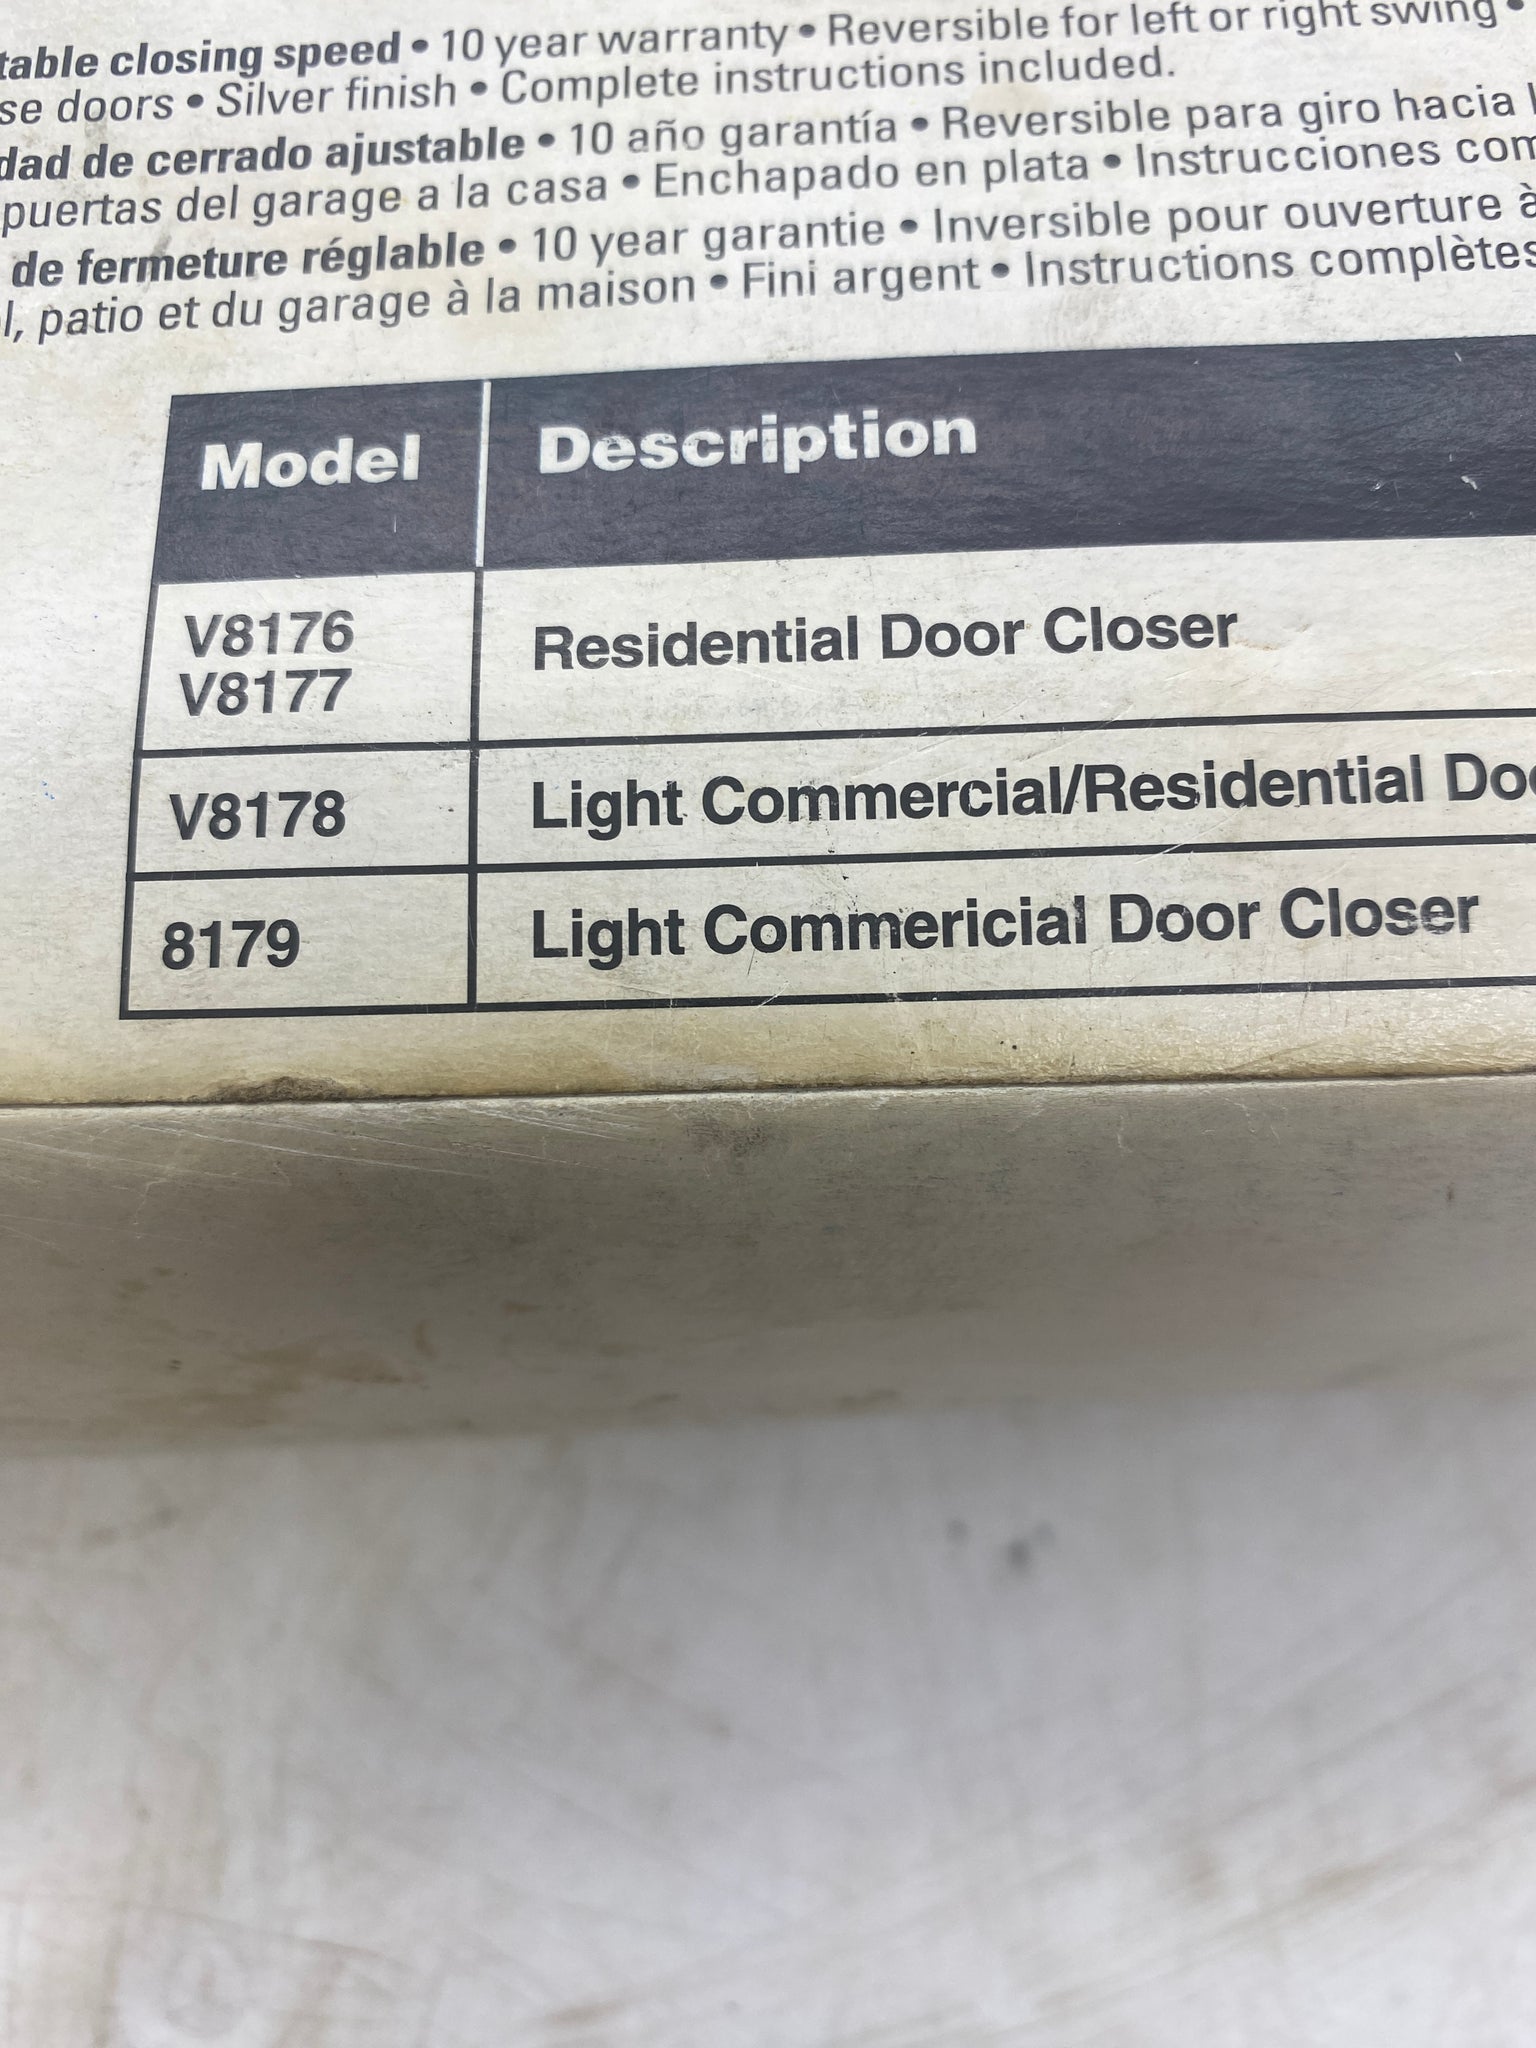 table closing speed • 10 year warranty • Reversible for left or right swing •
se doors • Silver finish • Complete instructions included.
dad de cerrado ajustable • 10 año garantía • Reversible para giro hacia l
puertas del garage a la casa • Enchapado en plata • Instrucciones com
de fermeture réglable • 10 year garantie • Inversible pour ouverture à
l, patio et du garage à la maison • Fini argent • Instructions complètes
Model Description
V8176
V8177
Residential Door Closer
V8178 Light Commercial/Residential Doo
8179 Light Commericial Door Closer